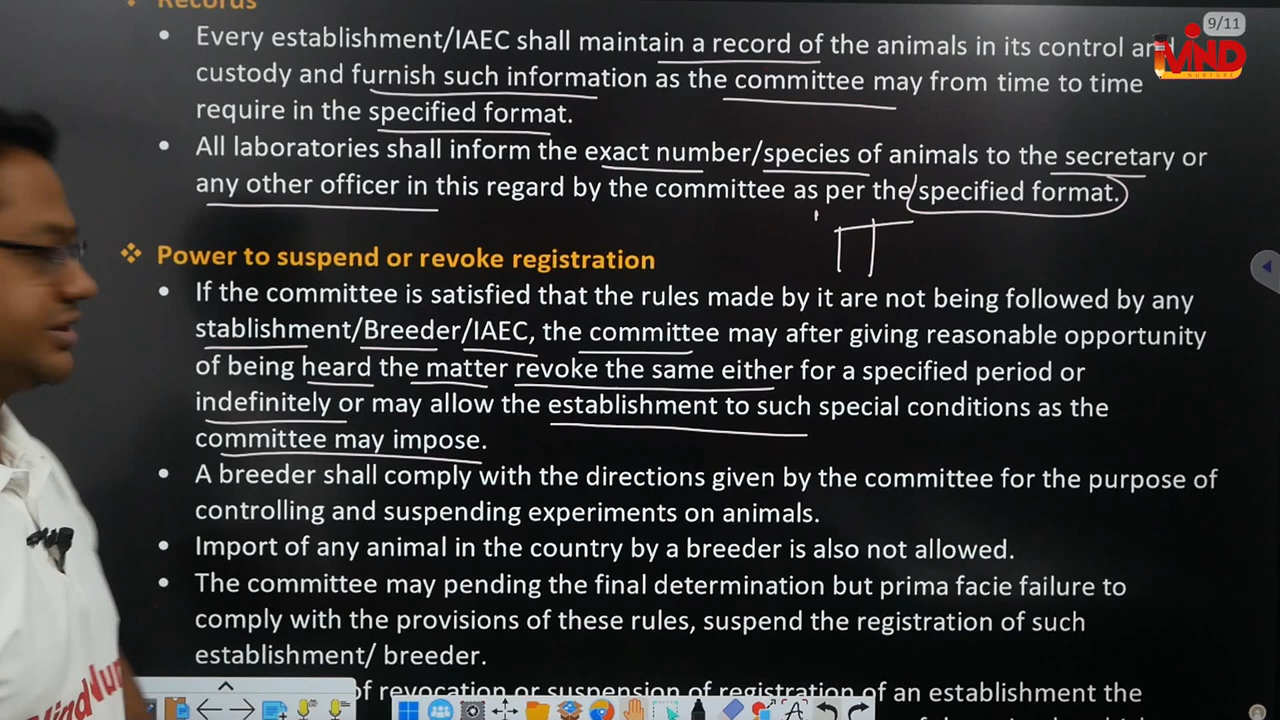 Records
9/11
• Every establishment/IAEC shall maintain a record of the animals in its control and
MIND
NURTURE
custody and furnish such information as the committee may from time to time
require in the specified format.
• All laboratories shall inform the exact number/species of animals to the secretary or
any other officer in this regard by the committee as per the specified format.
❖ Power to suspend or revoke registration
• If the committee is satisfied that the rules made by it are not being followed by any
stablishment/Breeder/IAEC, the committee may after giving reasonable opportunity
of being heard the matter revoke the same either for a specified period or
indefinitely or may allow the establishment to such special conditions as the
committee may impose.
• A breeder shall comply with the directions given by the committee for the purpose of
controlling and suspending experiments on animals.
• Import of any animal in the country by a breeder is also not allowed.
• The committee may pending the final determination but prima facie failure to
comply with the provisions of these rules, suspend the registration of such
establishment/ breeder.
of revocation or suspension of registration of an establishment the